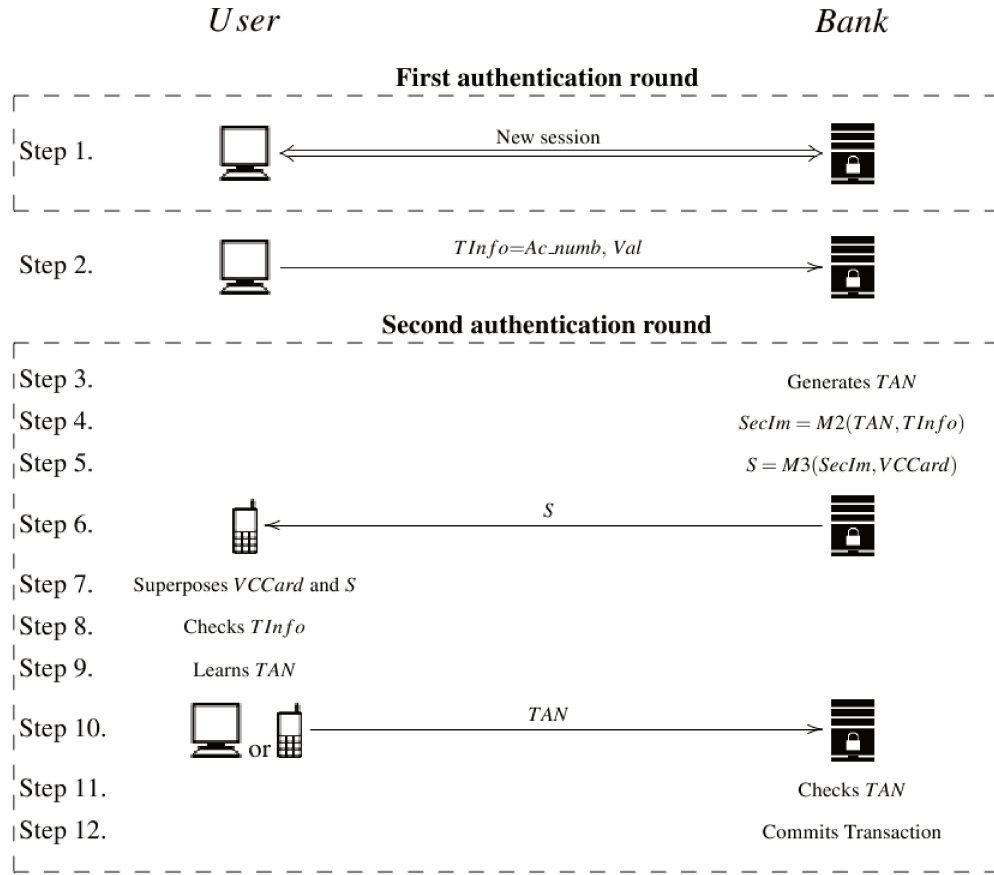 User Bank
First authentication round
Step 1. New session
Step 2. TInfo=Ac_numb, Val
Second authentication round
Step 3. Generates TAN
Step 4. SecIm = M2(TAN,TInfo)
Step 5. S = M3(SecIm,VCCard)
Step 6. S
Step 7. Superposes VCCard and S
Step 8. Checks TInfo
Step 9. Learns TAN
Step 10. or TAN
Step 11. Checks TAN
Step 12. Commits Transaction